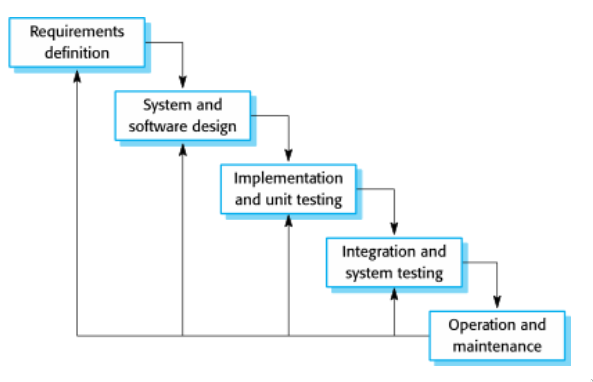 Requirements
definition
System and
software design
Implementation
and unit testing
Integration and
system testing
Operation and
maintenance